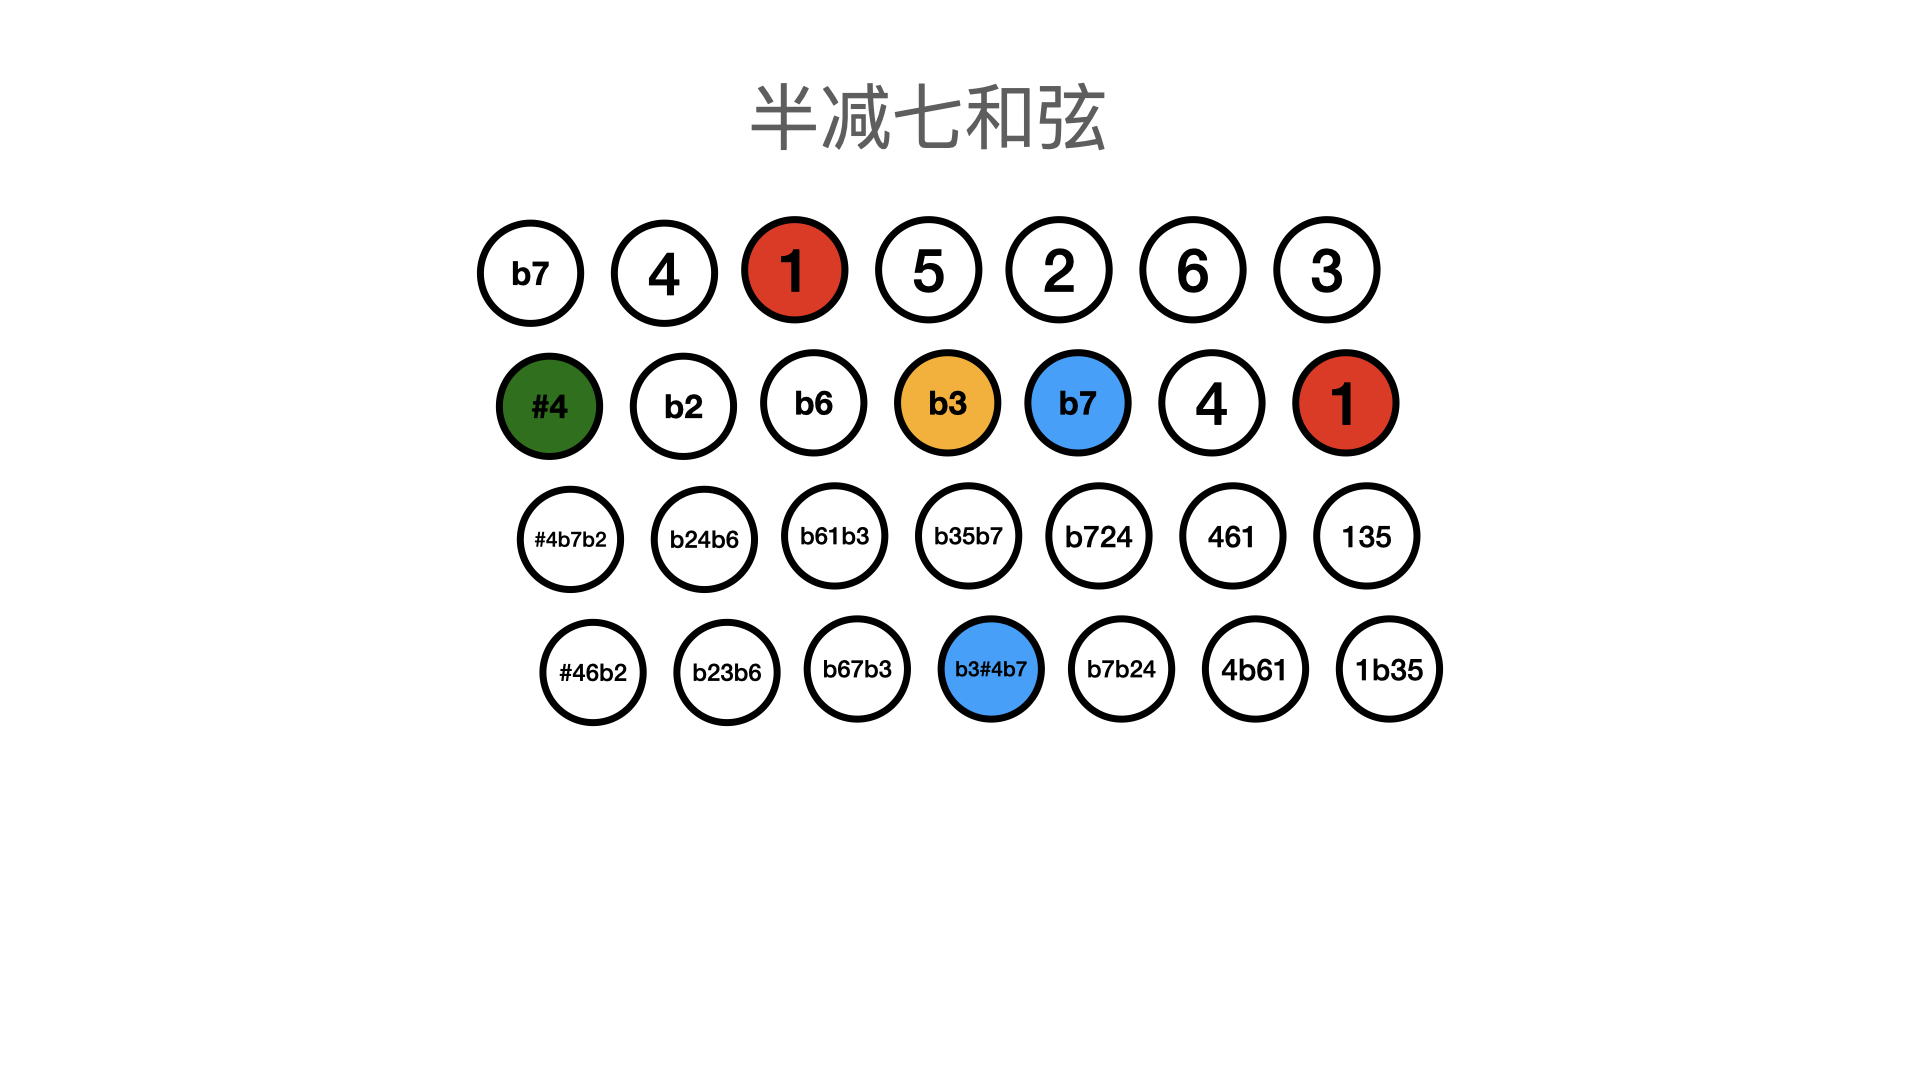 半减七和弦
b7 4 1 5 2 6 3
#4 b2 b6 b3 b7 4 1
#4b7b2 b24b6 b61b3 b35b7 b724 461 135
#46b2 b23b6 b67b3 b3#4b7 b7b24 4b61 1b35